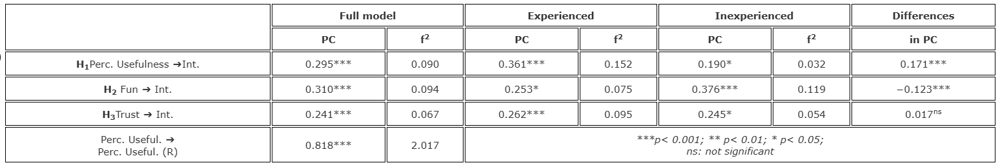 Full model Experienced Inexperienced Differences
PC f² PC f² PC f² in PC
H₁Perc. Usefulness ➔Int. 0.295*** 0.090 0.361*** 0.152 0.190* 0.032 0.171***
H₂ Fun ➔ Int. 0.310*** 0.094 0.253* 0.075 0.376*** 0.119 −0.123***
H₃Trust ➔ Int. 0.241*** 0.067 0.262*** 0.095 0.245* 0.054 0.017ⁿˢ
Perc. Useful. ➔
Perc. Useful. (R) 0.818*** 2.017
***p< 0.001; ** p< 0.01; * p< 0.05;
ns: not significant